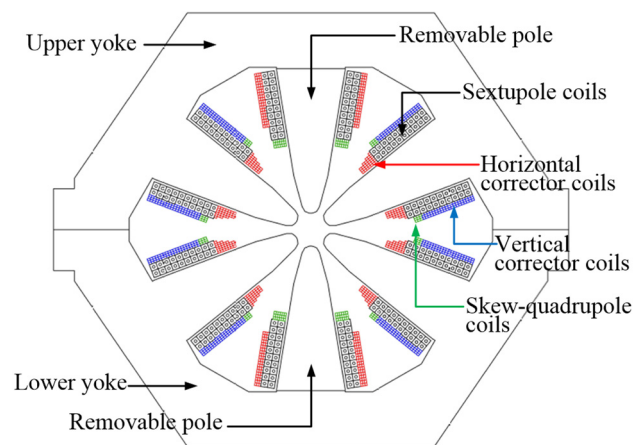 Upper yoke
Removable pole
Sextupole coils
Horizontal
corrector coils
Vertical
corrector coils
Skew-quadrupole
coils
Lower yoke
Removable pole